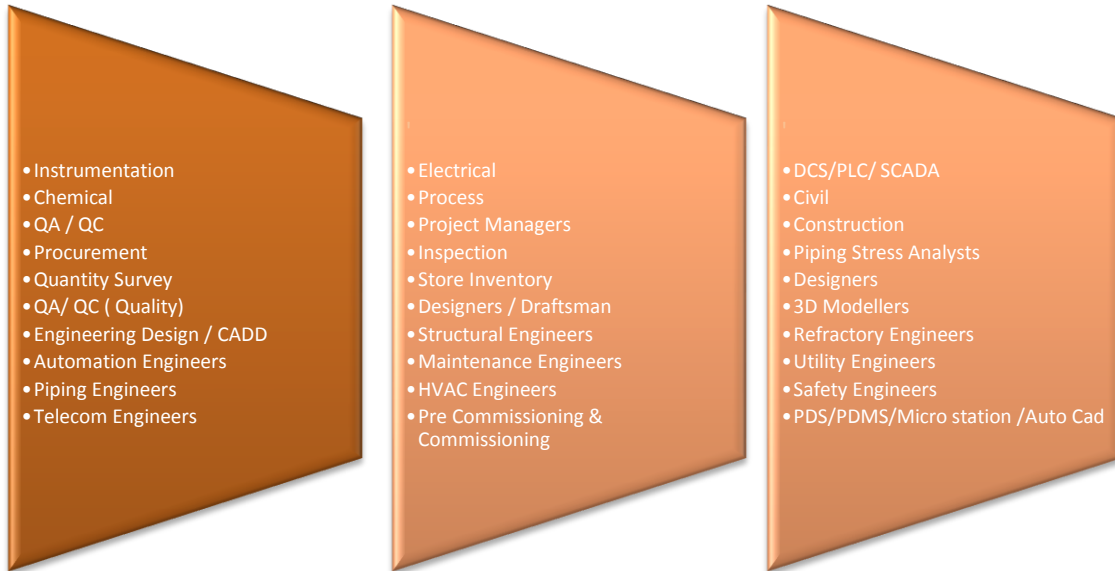 •Instrumentation
•Chemical
•QA / QC
•Procurement
•Quantity Survey
•QA/ QC ( Quality)
•Engineering Design / CADD
•Automation Engineers
•Piping Engineers
•Telecom Engineers
•Electrical
•Process
•Project Managers
•Inspection
•Store Inventory
•Designers / Draftsman
•Structural Engineers
•Maintenance Engineers
•HVAC Engineers
•Pre Commissioning &
Commissioning
•DCS/PLC/ SCADA
•Civil
•Construction
•Piping Stress Analysts
•Designers
•3D Modellers
•Refractory Engineers
•Utility Engineers
•Safety Engineers
•PDS/PDMS/Micro station /Auto Cad